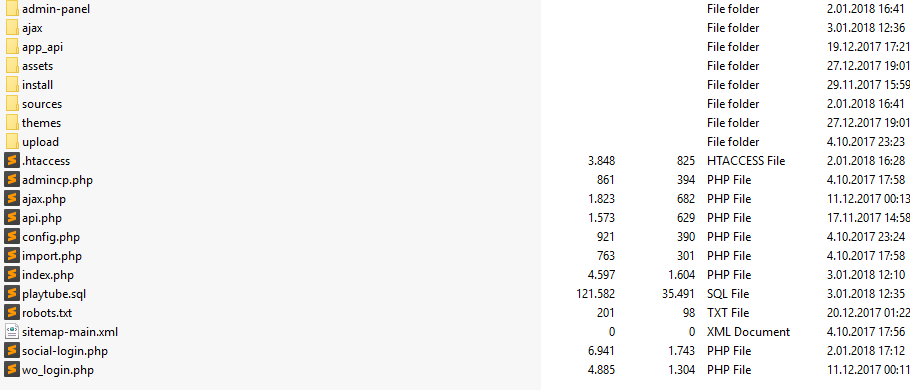 admin-panel File folder 2.01.2018 16:41
ajax File folder 3.01.2018 12:36
app_api File folder 19.12.2017 17:21
assets File folder 27.12.2017 19:01
install File folder 29.11.2017 15:59
sources File folder 2.01.2018 16:41
themes File folder 27.12.2017 19:01
upload File folder 4.10.2017 23:23
.htaccess 3.848 825 HTACCESS File 2.01.2018 16:28
admincp.php 861 394 PHP File 4.10.2017 17:58
ajax.php 1.823 682 PHP File 11.12.2017 00:13
api.php 1.573 629 PHP File 17.11.2017 14:58
config.php 921 390 PHP File 4.10.2017 23:24
import.php 763 301 PHP File 4.10.2017 17:58
index.php 4.597 1.604 PHP File 3.01.2018 12:10
playtube.sql 121.582 35.491 SQL File 3.01.2018 12:35
robots.txt 201 98 TXT File 20.12.2017 01:22
sitemap-main.xml 0 0 XML Document 4.10.2017 17:56
social-login.php 6.941 1.743 PHP File 2.01.2018 17:12
wo_login.php 4.885 1.304 PHP File 11.12.2017 00:11